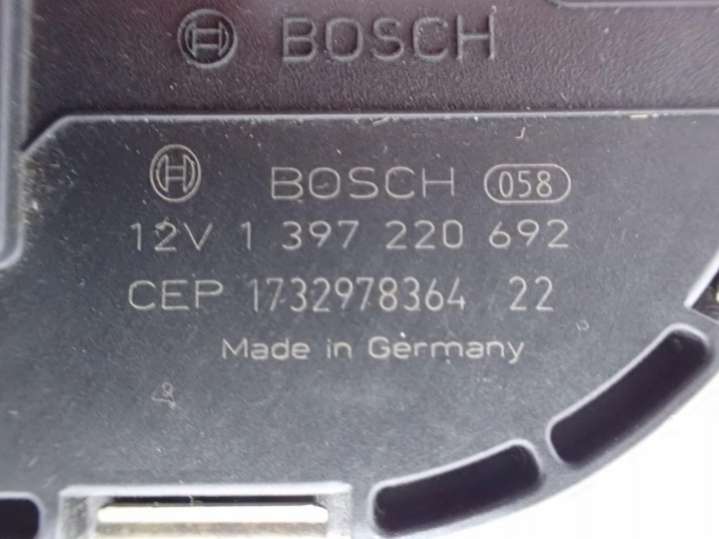 BOSCH
BOSCH 058
12V 1 397 220 692
CEP 1732978364 22
Made in Germany